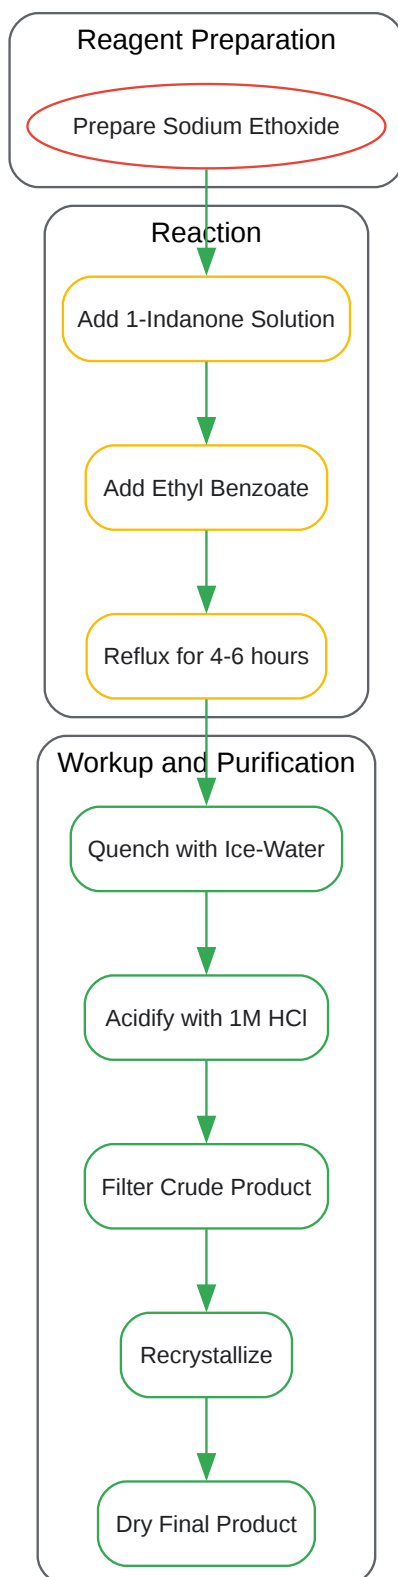 Reagent Preparation
Prepare Sodium Ethoxide
Reaction
Add 1-Indanone Solution
Add Ethyl Benzoate
Reflux for 4-6 hours
Workup and Purification
Quench with Ice-Water
Acidify with 1M HCl
Filter Crude Product
Recrystallize
Dry Final Product